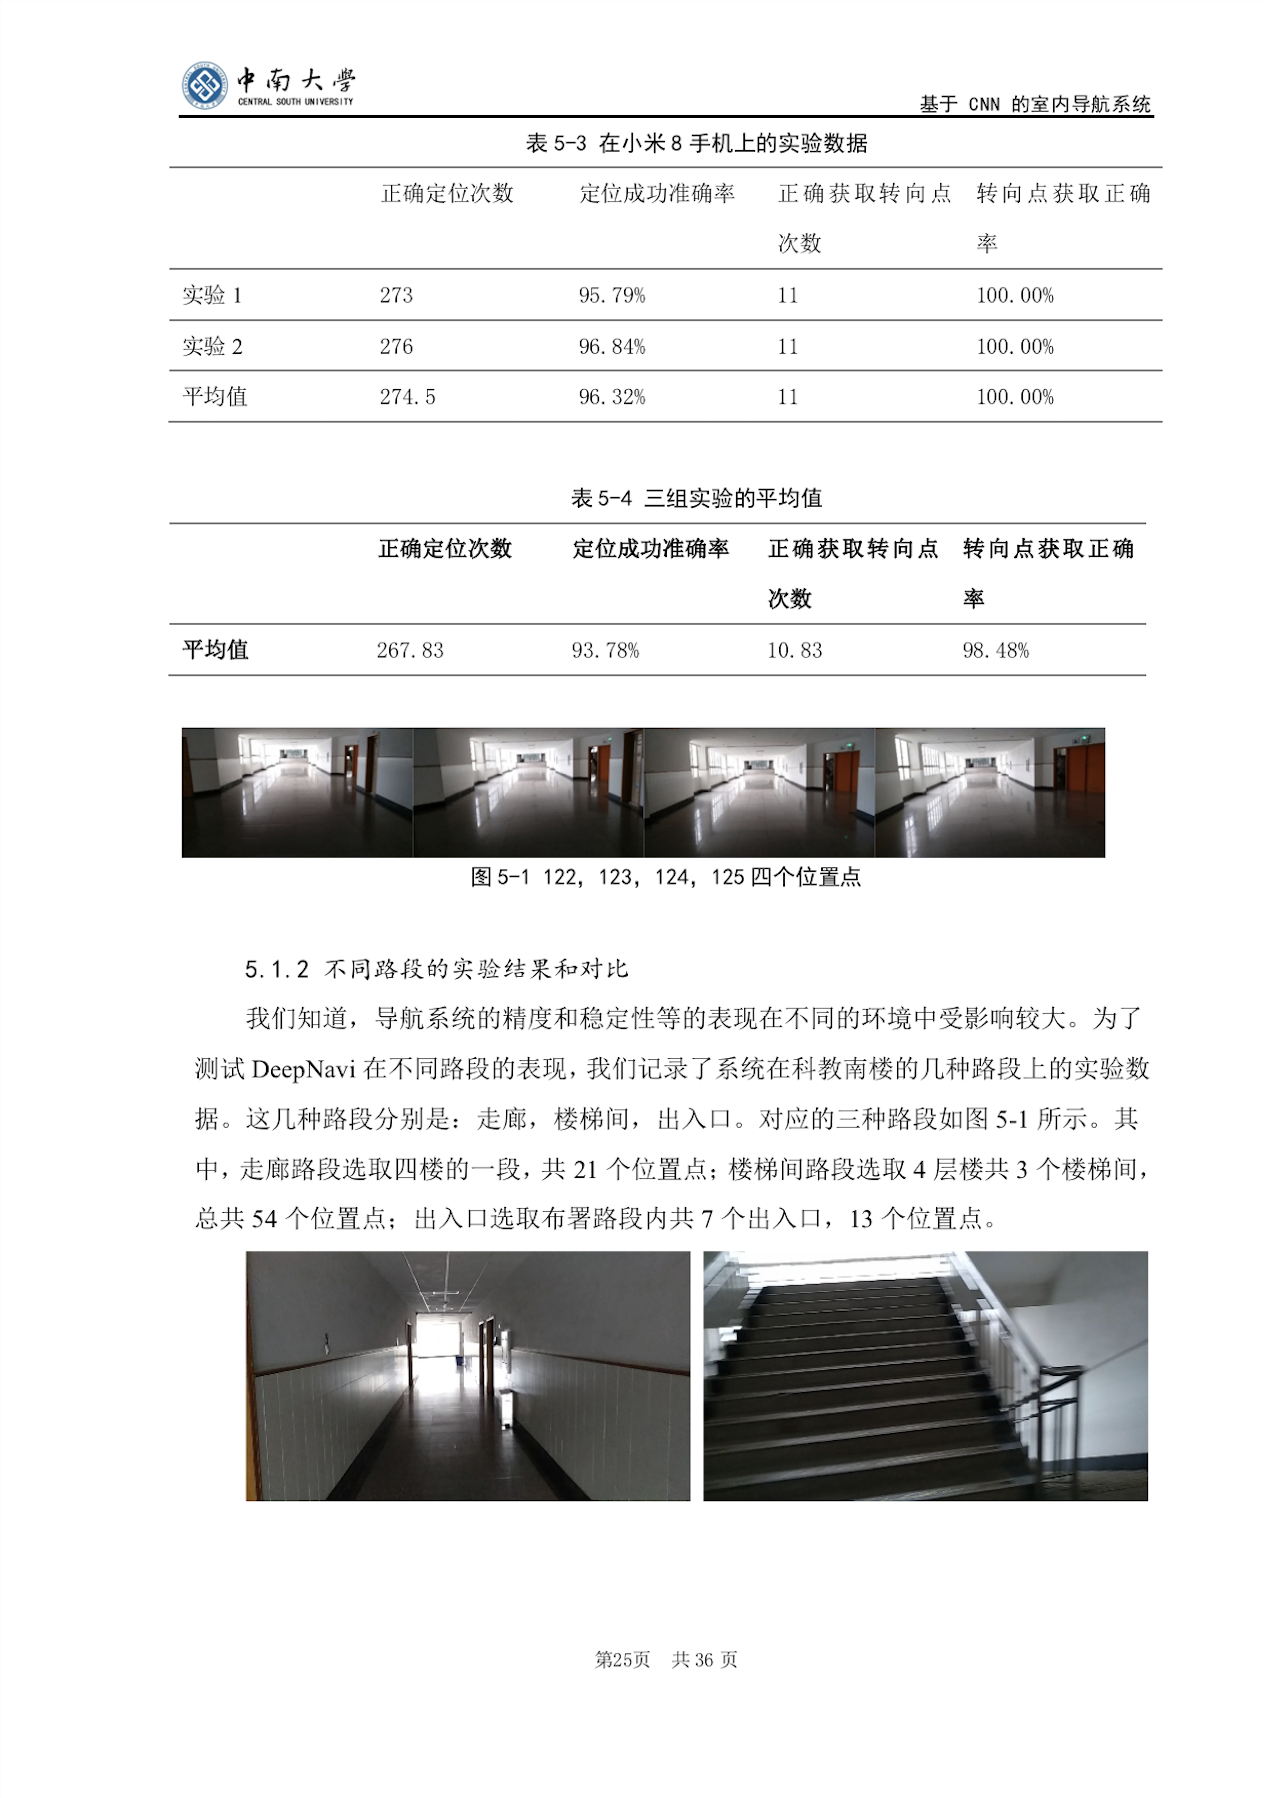 中南大学
CENTRAL SOUTH UNIVERSITY
基于 CNN 的室内导航系统
表 5-3 在小米 8 手机上的实验数据
正确定位次数 定位成功准确率 正确获取转向点 转向点获取正确
次数 率
实验 1 273 95.79% 11 100.00%
实验 2 276 96.84% 11 100.00%
平均值 274.5 96.32% 11 100.00%
表 5-4 三组实验的平均值
正确定位次数 定位成功准确率 正确获取转向点 转向点获取正确
次数 率
平均值 267.83 93.78% 10.83 98.48%
图 5-1 122，123，124，125 四个位置点
5.1.2 不同路段的实验结果和对比
我们知道，导航系统的精度和稳定性等的表现在不同的环境中受影响较大。为了
测试 DeepNavi 在不同路段的表现，我们记录了系统在科教南楼的几种路段上的实验数
据。这几种路段分别是：走廊，楼梯间，出入口。对应的三种路段如图 5-1 所示。其
中，走廊路段选取四楼的一段，共 21 个位置点；楼梯间路段选取 4 层楼共 3 个楼梯间，
总共 54 个位置点；出入口选取布署路段内共 7 个出入口，13 个位置点。
第25页 共 36 页